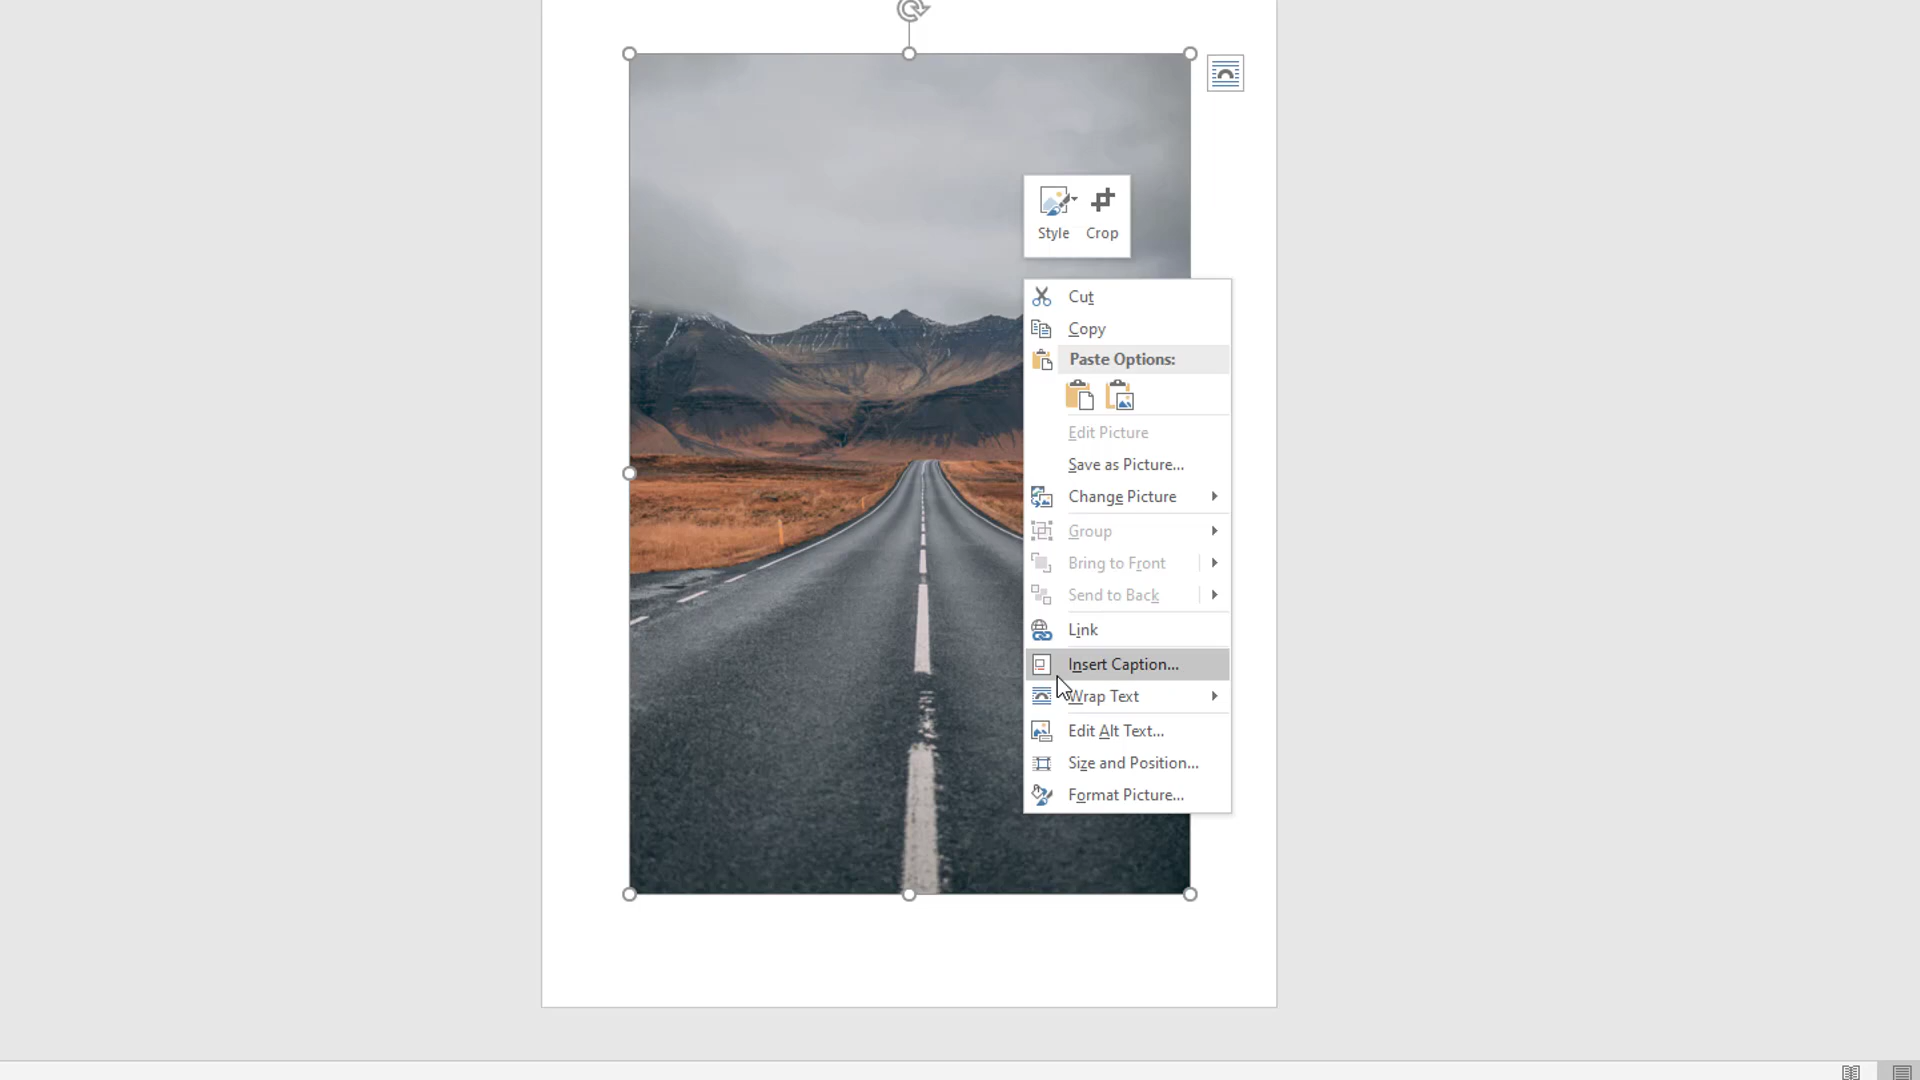 Style Crop
Cut
Copy
Paste Options:
Edit Picture
Save as Picture...
Change Picture
Group
Bring to Front
Send to Back
Link
Insert Caption...
Wrap Text
Edit Alt Text...
Size and Position...
Format Picture...